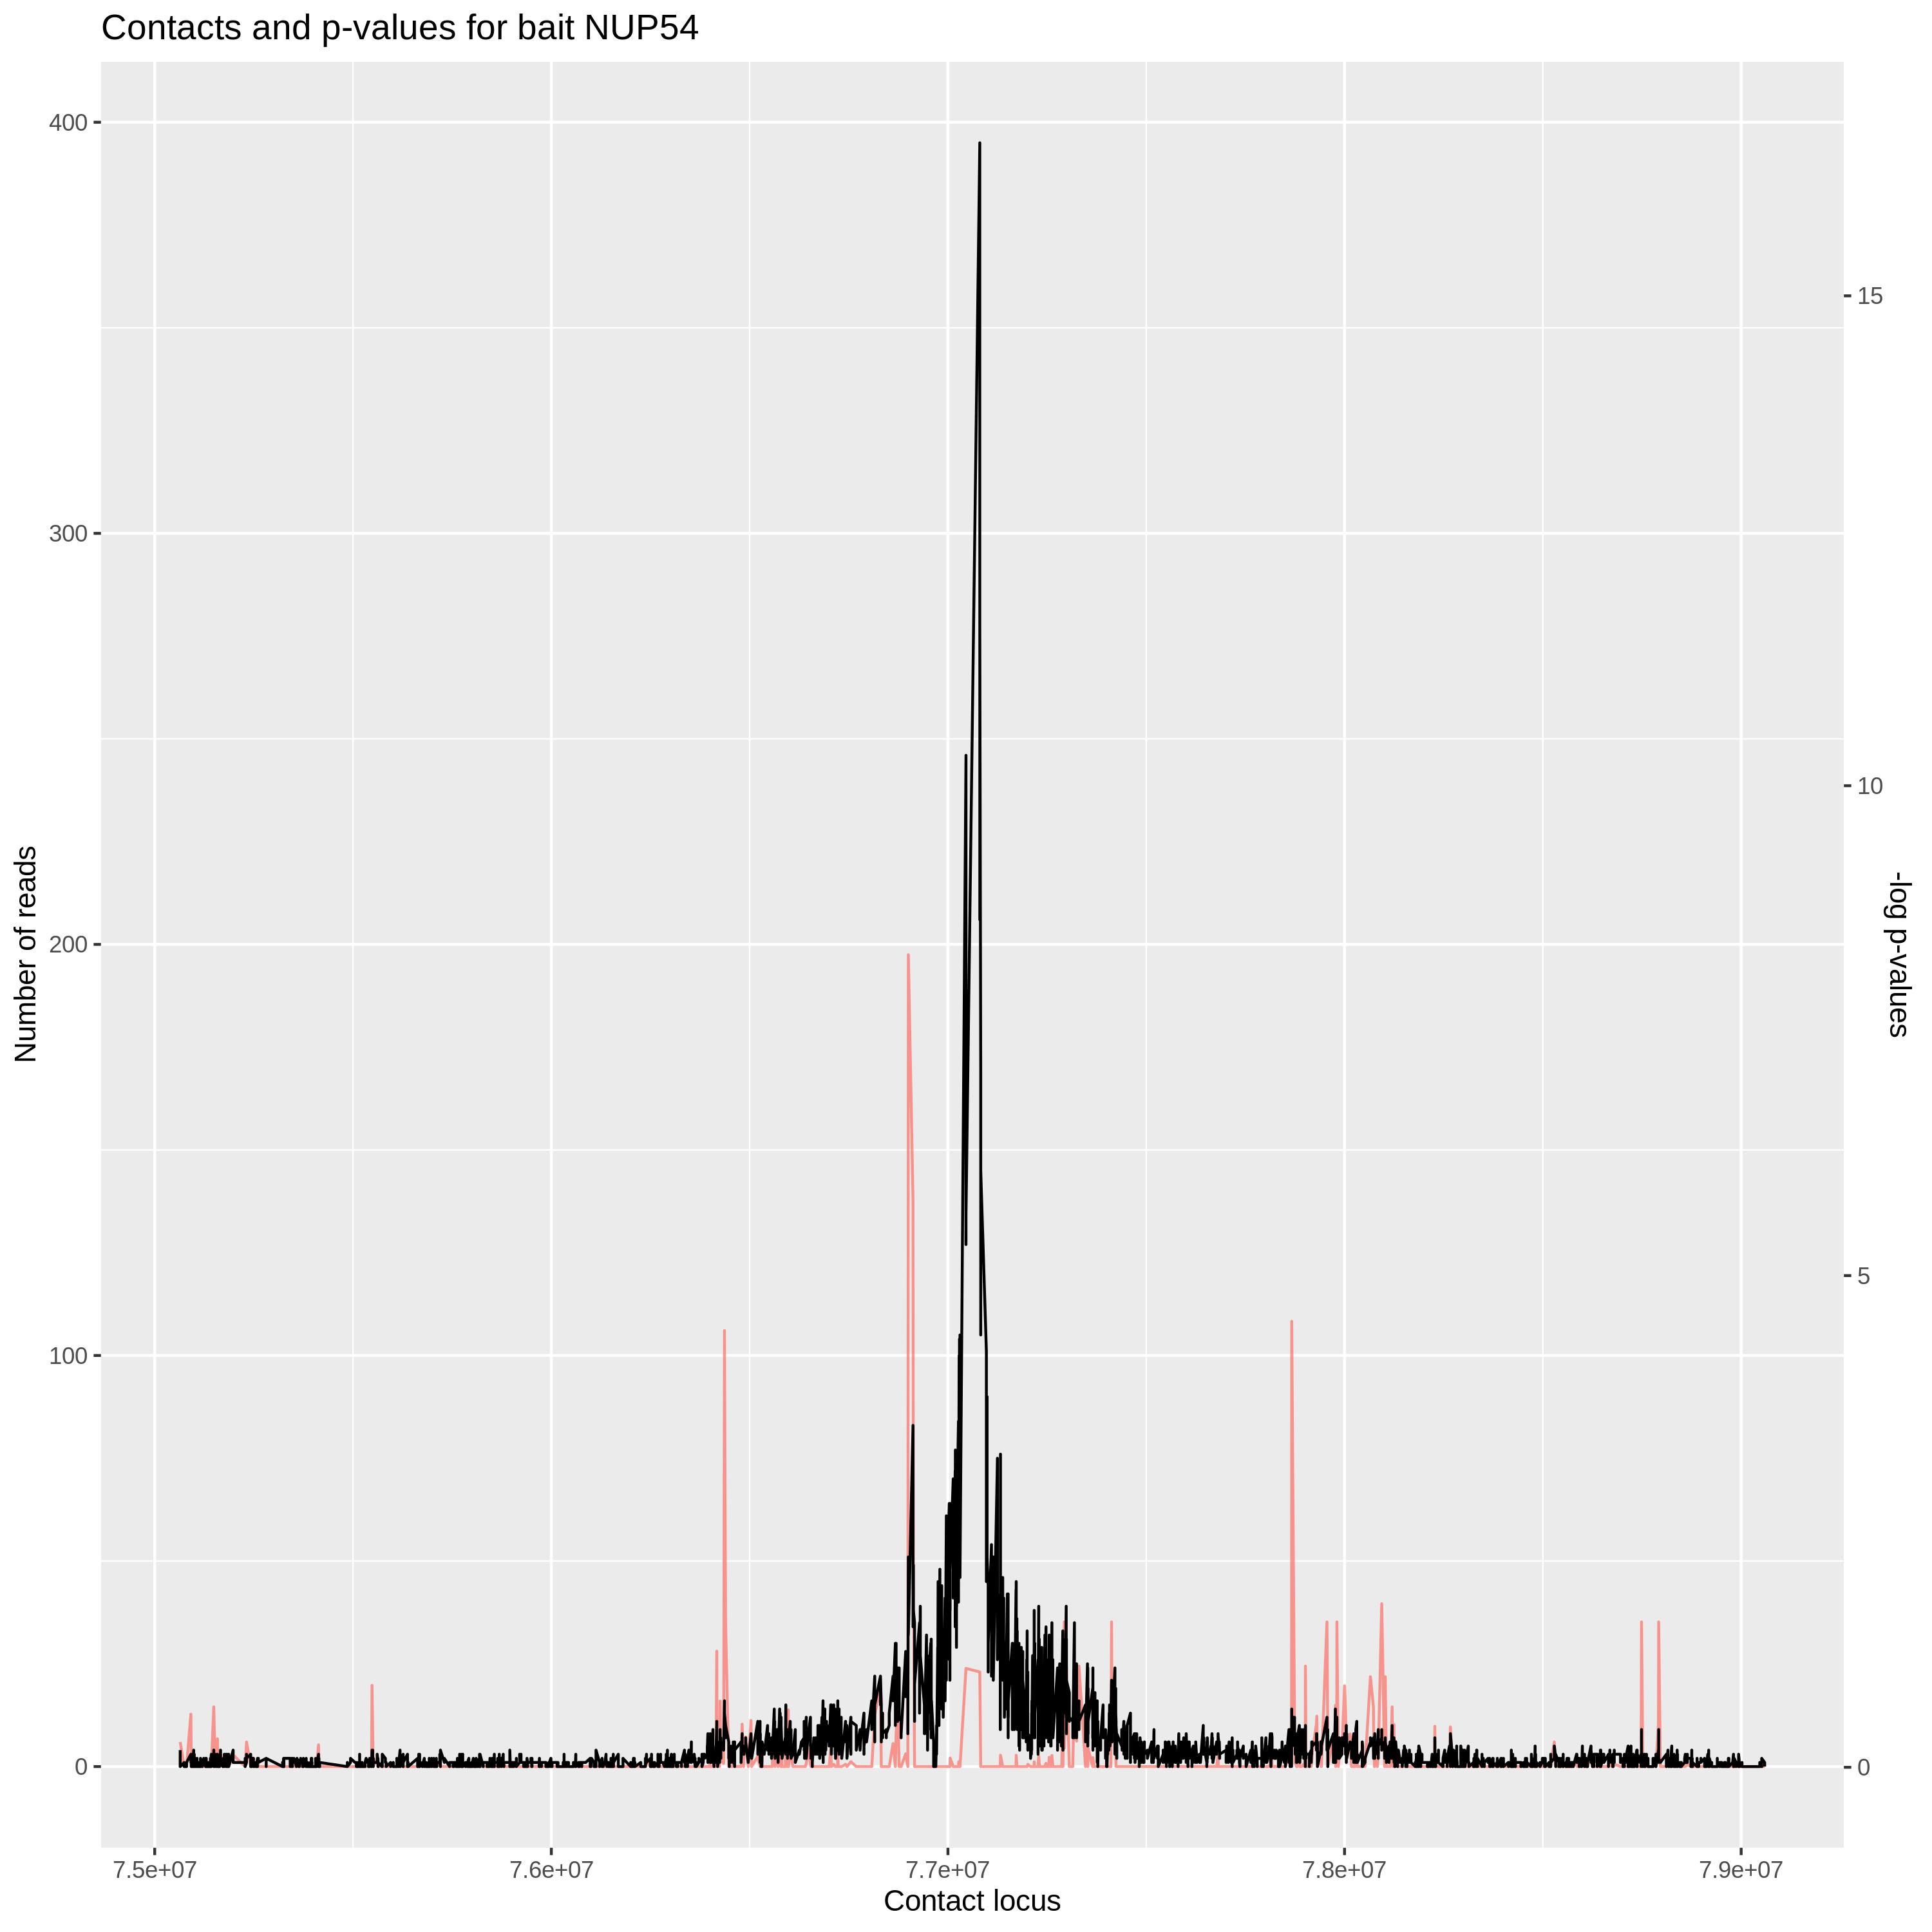 Contacts and p-values for bait NUP54
400
300
200
100
0
Number of reads
15
10
5
0
-log p-values
7.5e+07
7.6e+07
7.7e+07
7.8e+07
7.9e+07
Contact locus